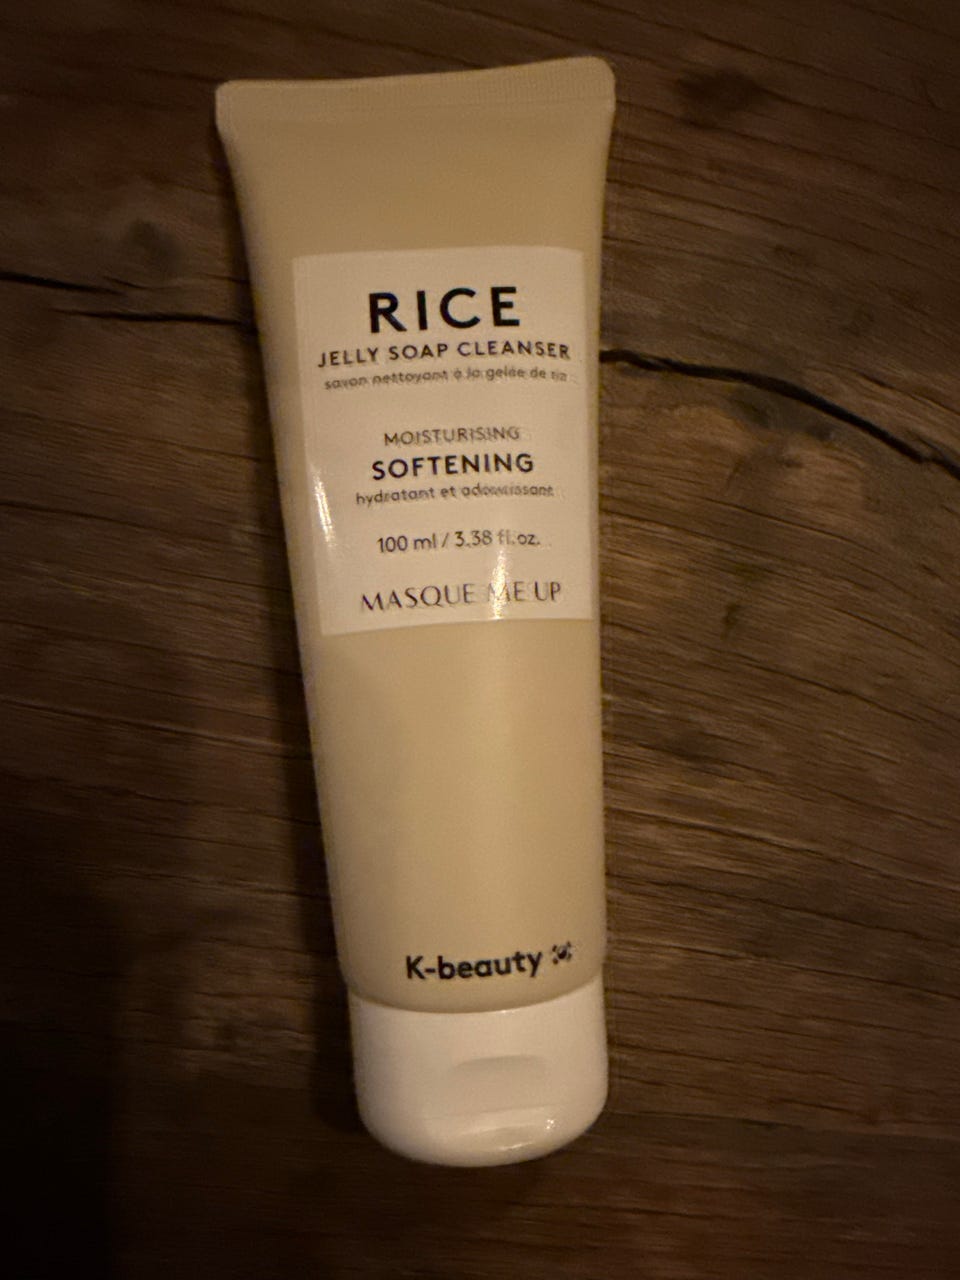 RICE
JELLY SOAP CLEANSER
savon nettoyant à la gelée de riz
MOISTURISING
SOFTENING
hydratant et adoucissant
100 ml / 3.38 fl. oz.
MASQUE ME UP
K-beauty